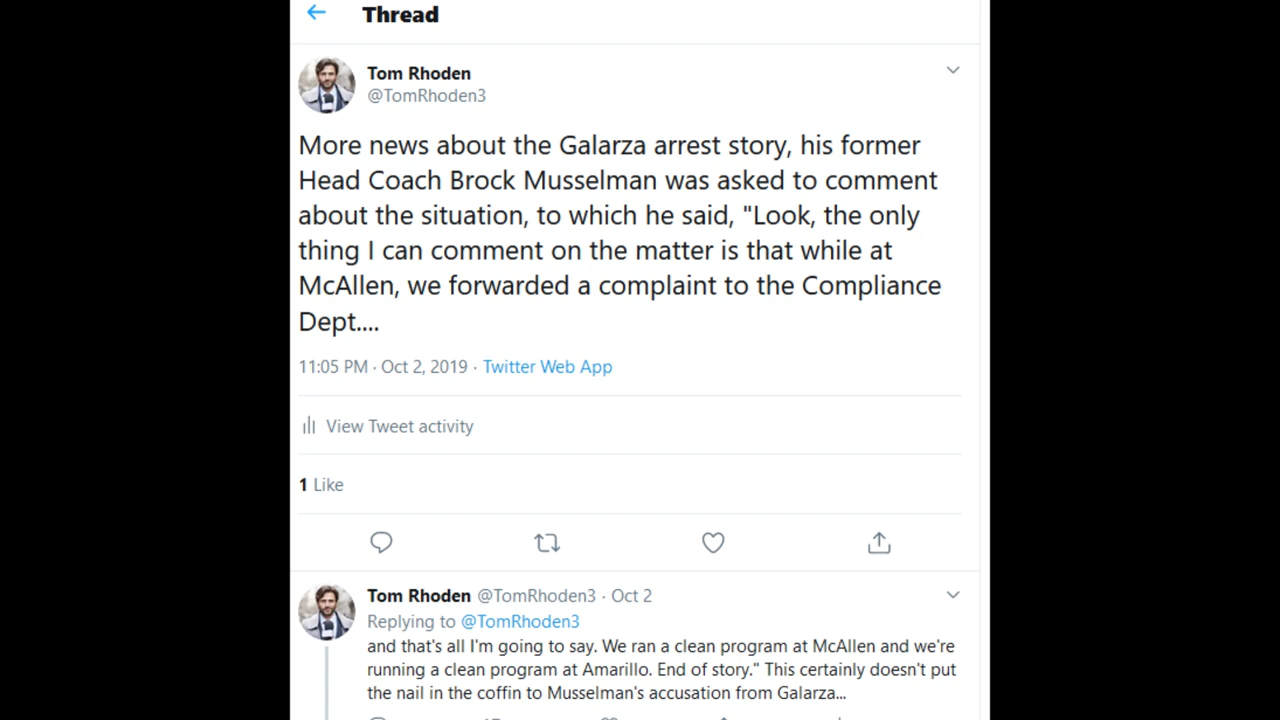 Thread
Tom Rhoden
@TomRhoden3
More news about the Galarza arrest story, his former
Head Coach Brock Musselman was asked to comment
about the situation, to which he said, "Look, the only
thing I can comment on the matter is that while at
McAllen, we forwarded a complaint to the Compliance
Dept....
11:05 PM · Oct 2, 2019 · Twitter Web App
View Tweet activity
1 Like
Tom Rhoden @TomRhoden3 · Oct 2
Replying to @TomRhoden3
and that's all I'm going to say. We ran a clean program at McAllen and we're
running a clean program at Amarillo. End of story." This certainly doesn't put
the nail in the coffin to Musselman's accusation from Galarza...